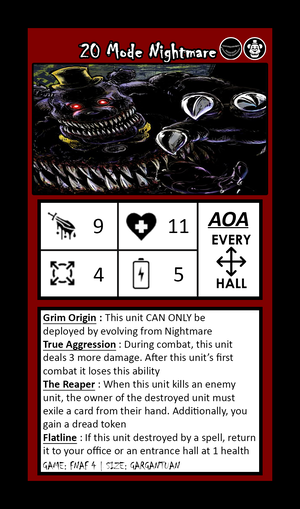 20 Mode Nightmare
9
11
AOA
EVERY
HALL
4
5
Grim Origin : This unit CAN ONLY be
deployed by evolving from Nightmare
True Aggression : During combat, this unit
deals 3 more damage. After this unit's first
combat it loses this ability
The Reaper : When this unit kills an enemy
unit, the owner of the destroyed unit must
exile a card from their hand. Additionally, you
gain a dread token
Flatline : If this unit destroyed by a spell, return
it to your office or an entrance hall at 1 health
GAME: FNAF 4 | SIZE: GARGANTUAN